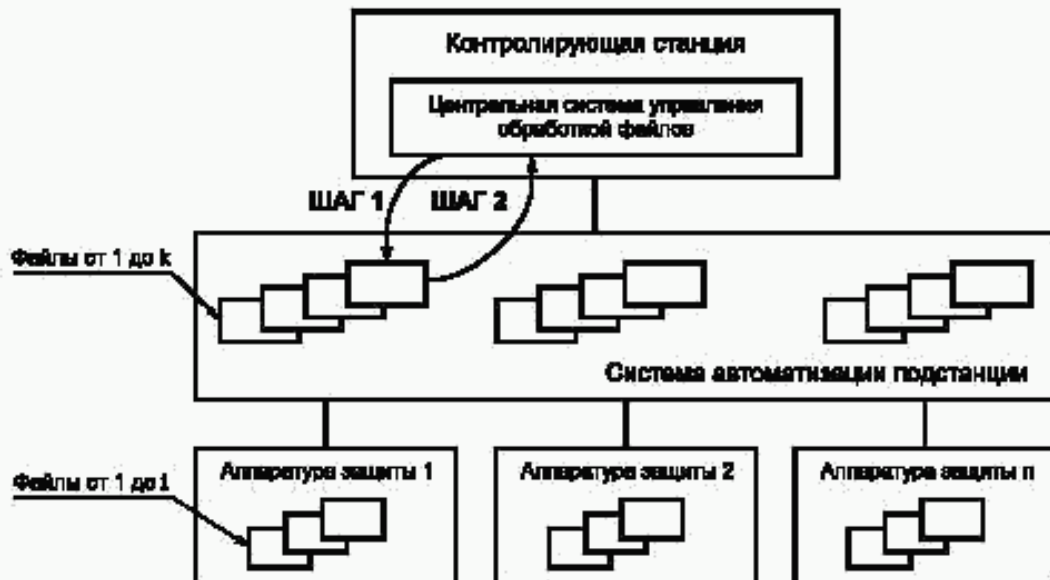 Контролирующая станция
Центральная система управления
обработкой файлов
ШАГ 1
ШАГ 2
Файлы от 1 до k
Система автоматизации подстанции
Аппаратура защиты 1
Аппаратура защиты 2
Аппаратура защиты n
Файлы от 1 до i